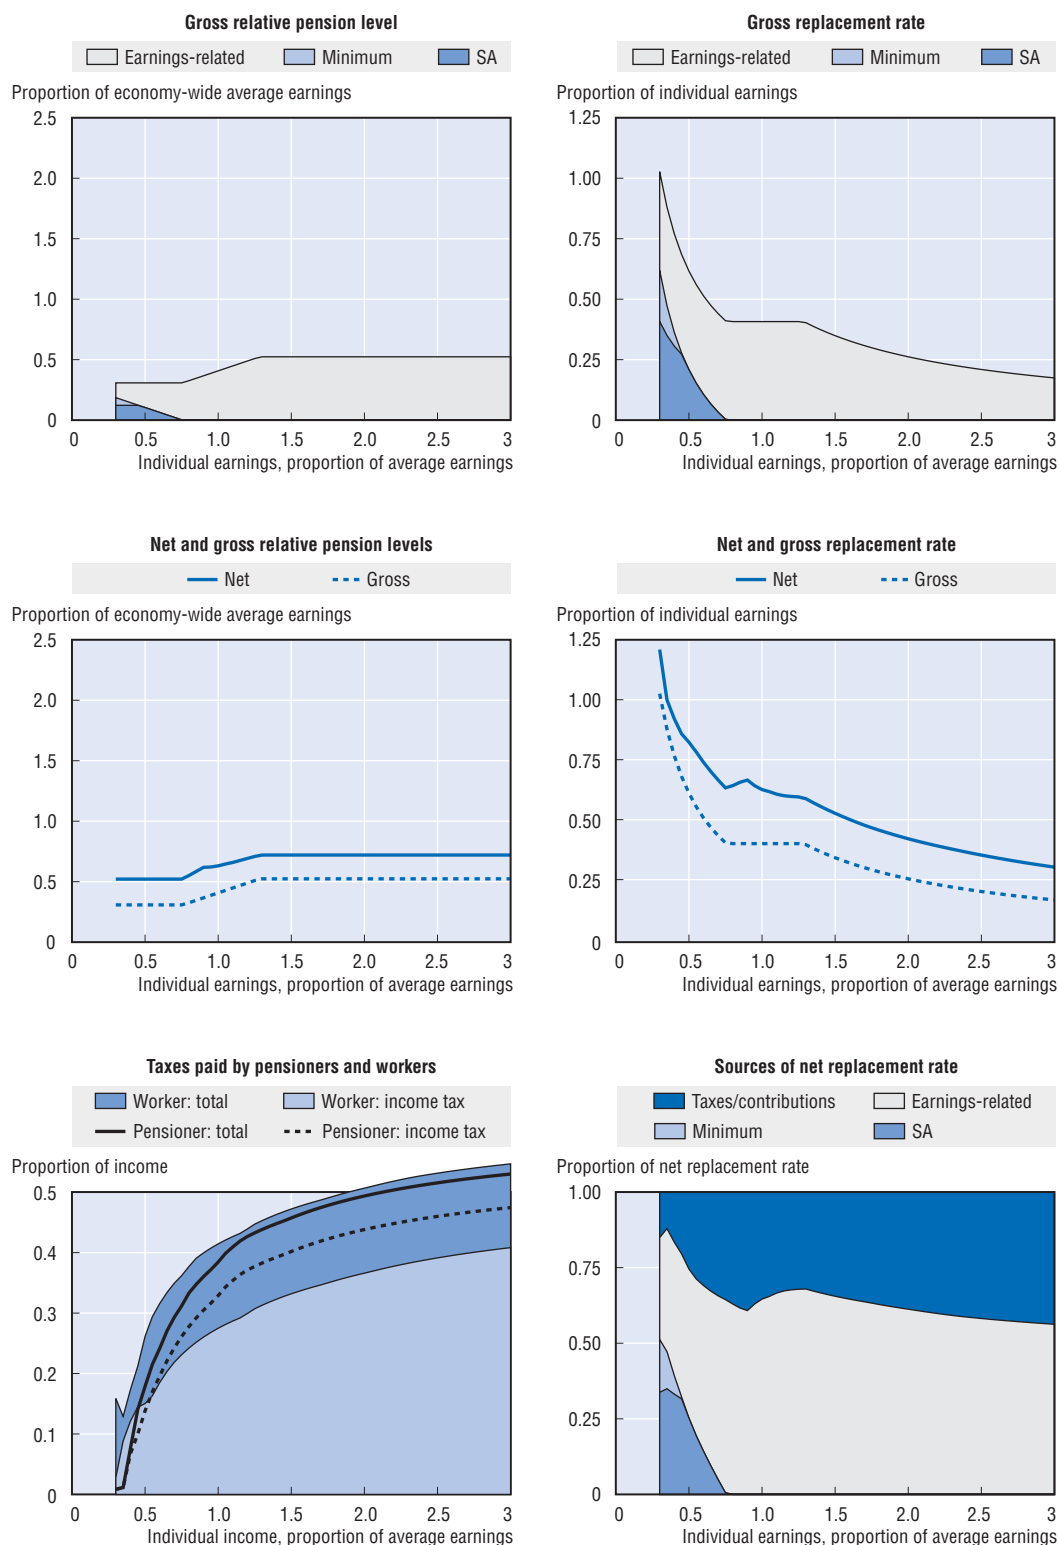 Gross relative pension level
Earnings-related Minimum SA
Proportion of economy-wide average earnings
2.5
2.0
1.5
1.0
0.5
0
0 0.5 1.0 1.5 2.0 2.5 3
Individual earnings, proportion of average earnings
Gross replacement rate
Earnings-related Minimum SA
Proportion of individual earnings
1.25
1.00
0.75
0.50
0.25
0
0 0.5 1.0 1.5 2.0 2.5 3
Individual earnings, proportion of average earnings
Net and gross relative pension levels
Net Gross
Proportion of economy-wide average earnings
2.5
2.0
1.5
1.0
0.5
0
0 0.5 1.0 1.5 2.0 2.5 3
Individual earnings, proportion of average earnings
Net and gross replacement rate
Net Gross
Proportion of individual earnings
1.25
1.00
0.75
0.50
0.25
0
0 0.5 1.0 1.5 2.0 2.5 3
Individual earnings, proportion of average earnings
Taxes paid by pensioners and workers
Worker: total Worker: income tax
Pensioner: total Pensioner: income tax
Proportion of income
0.5
0.4
0.3
0.2
0.1
0
0 0.5 1.0 1.5 2.0 2.5 3
Individual income, proportion of average earnings
Sources of net replacement rate
Taxes/contributions Earnings-related
Minimum SA
Proportion of net replacement rate
1.00
0.75
0.50
0.25
0
0 0.5 1.0 1.5 2.0 2.5 3
Individual earnings, proportion of average earnings